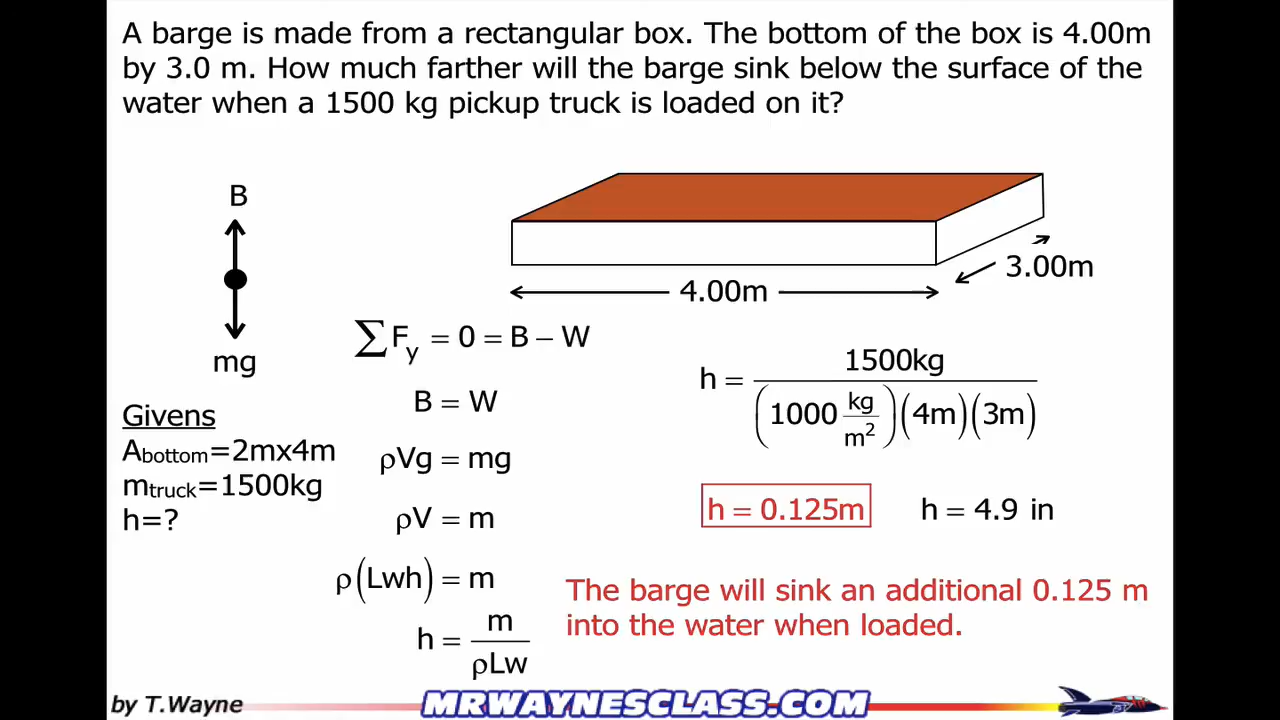 A barge is made from a rectangular box. The bottom of the box is 4.00m
by 3.0 m. How much farther will the barge sink below the surface of the
water when a 1500 kg pickup truck is loaded on it?
B
mg
4.00m
3.00m
Givens
Abottom=2mx4m
mtruck=1500kg
h=?
∑Fy = 0 = B − W
B = W
ρVg = mg
ρV = m
ρ(Lwh) = m
h = m / ρLw
h = 1500kg / (1000 kg/m²)(4m)(3m)
h = 0.125m
h = 4.9 in
The barge will sink an additional 0.125 m
into the water when loaded.
by T.Wayne
MRWAYNESCLASS.COM